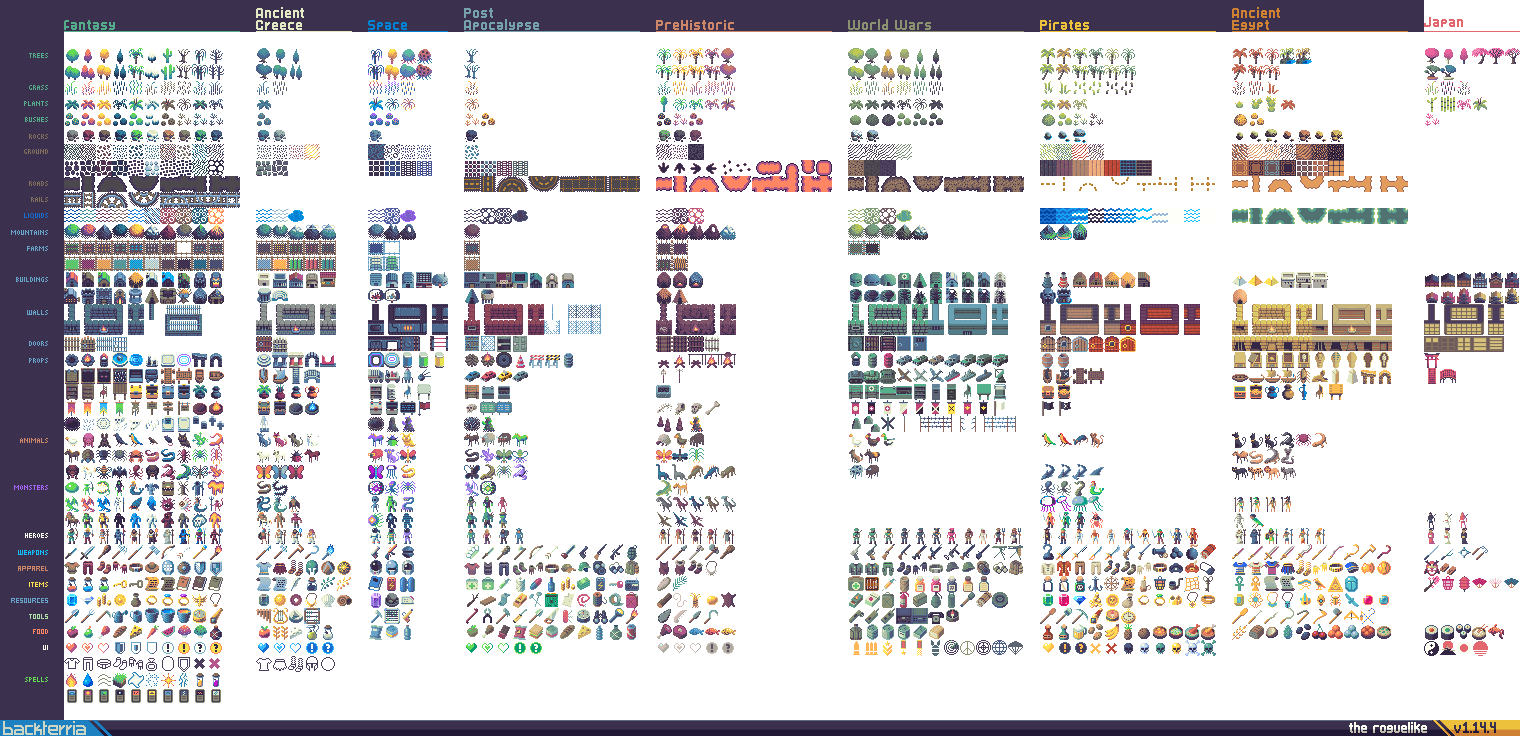 Fantasy
Ancient
Greece
Space
Post
Apocalypse
PreHistoric
World Wars
Pirates
Ancient
Egypt
Japan
TREES
GRASS
PLANTS
BUSHES
ROCKS
GROUND
ROADS
RAILS
LIQUIDS
MOUNTAINS
FARMS
BUILDINGS
WALLS
DOORS
PROPS
ANIMALS
MONSTERS
HEROES
WEAPONS
APPAREL
ITEMS
RESOURCES
TOOLS
FOOD
UI
SPELLS
backterria
the roguelike
v1.14.4